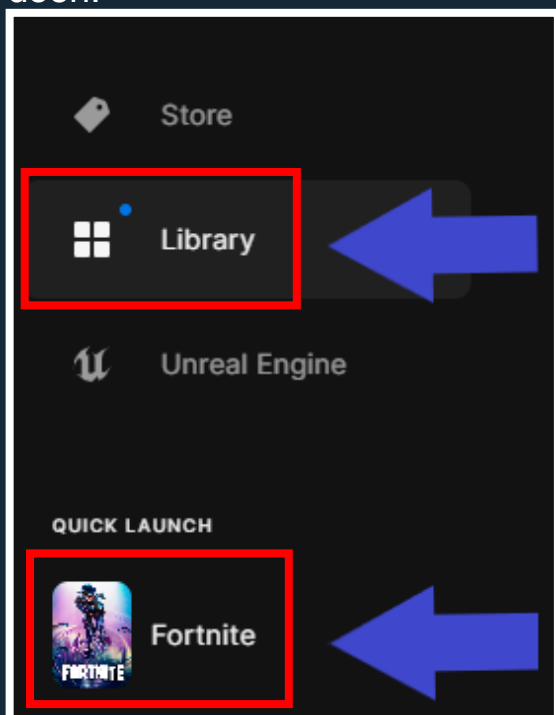 Store
Library
Unreal Engine
QUICK LAUNCH
Fortnite
FORTNITE